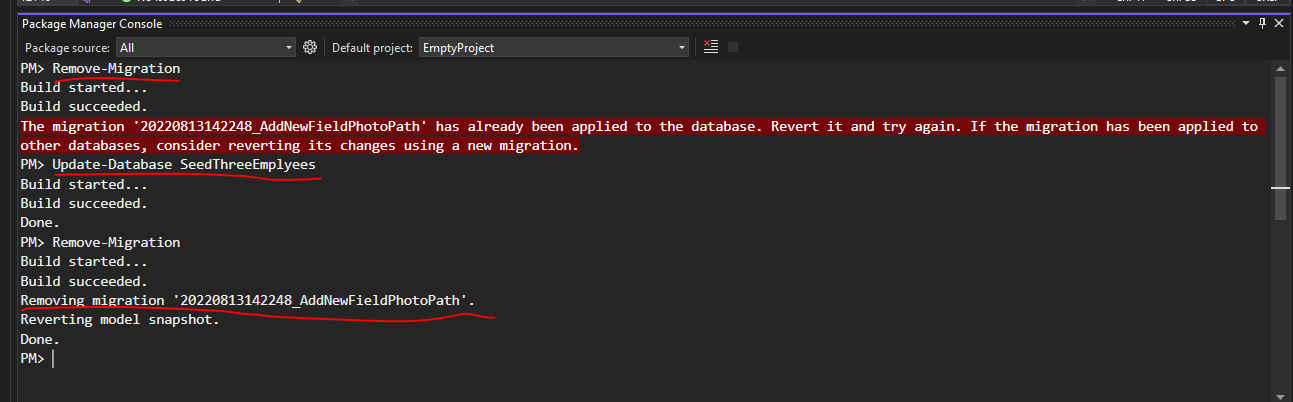 Package Manager Console
Package source: All
Default project: EmptyProject
PM> Remove-Migration
Build started...
Build succeeded.
The migration '20220813142248_AddNewFieldPhotoPath' has already been applied to the database. Revert it and try again. If the migration has been applied to
other databases, consider reverting its changes using a new migration.
PM> Update-Database SeedThreeEmplyees
Build started...
Build succeeded.
Done.
PM> Remove-Migration
Build started...
Build succeeded.
Removing migration '20220813142248_AddNewFieldPhotoPath'.
Reverting model snapshot.
Done.
PM>